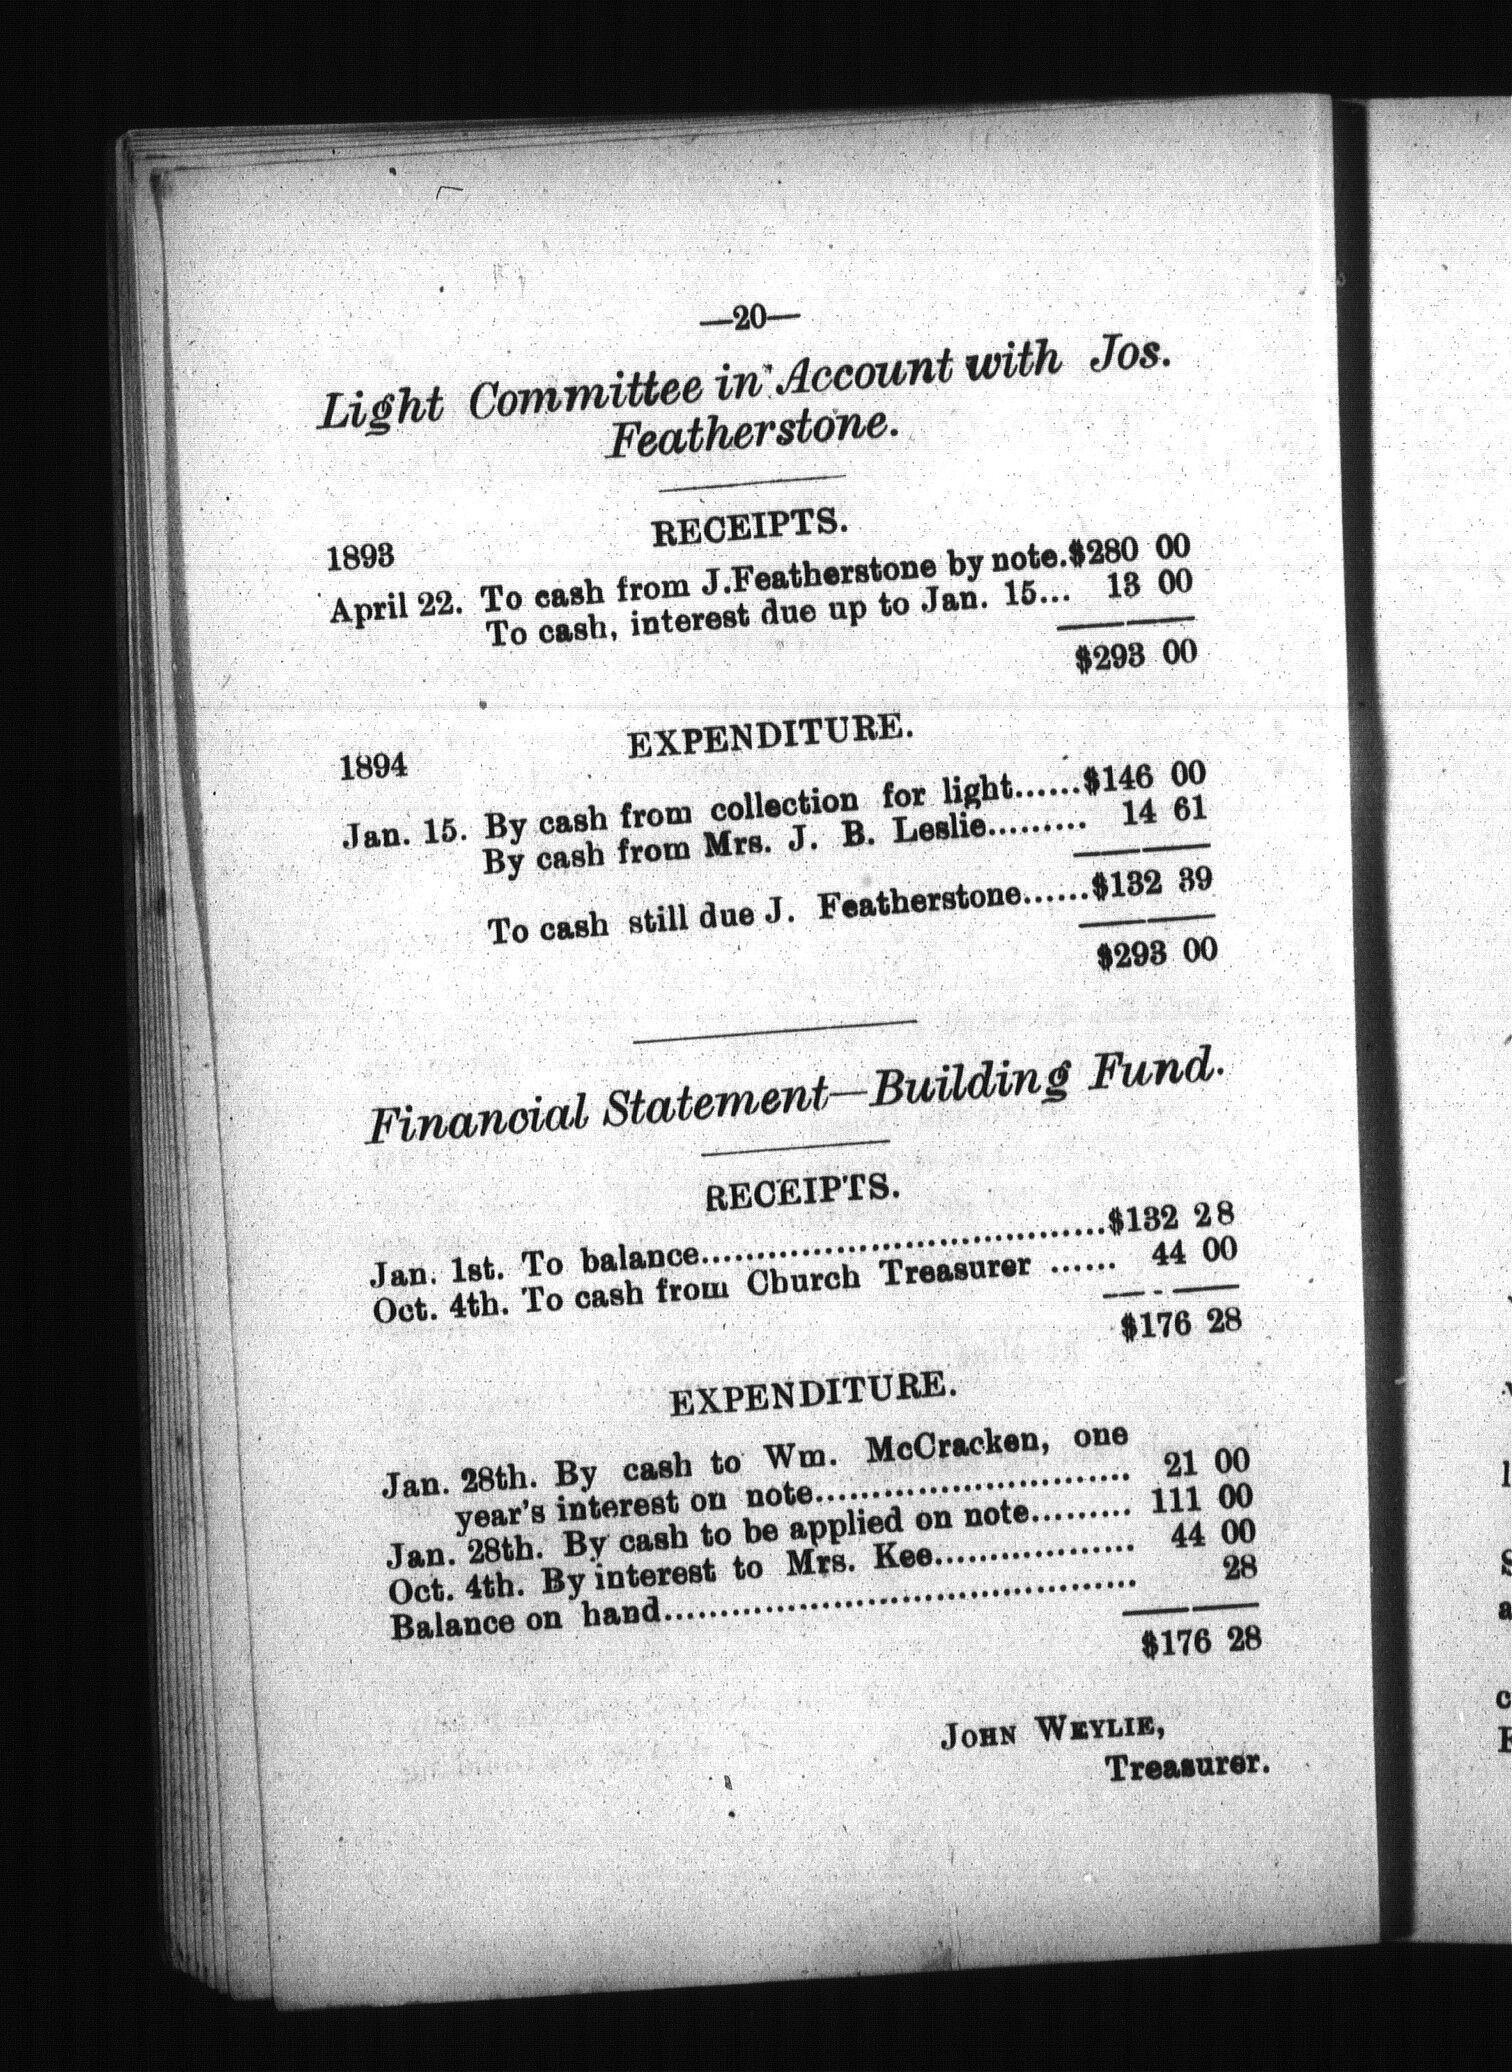 —20—
Light Committee in Account with Jos.
Featherstone.
RECEIPTS.
1893
April 22. To cash from J.Featherstone by note.$280 00
To cash, interest due up to Jan. 15... 13 00
$293 00
EXPENDITURE.
1894
Jan. 15. By cash from collection for light......$146 00
By cash from Mrs. J. B. Leslie......... 14 61
To cash still due J. Featherstone......$132 39
$293 00
Financial Statement—Building Fund.
RECEIPTS.
Jan. 1st. To balance....................................$132 28
Oct. 4th. To cash from Church Treasurer ...... 44 00
$176 28
EXPENDITURE.
Jan. 28th. By cash to Wm. McCracken, one
year's interest on note............................ 21 00
Jan. 28th. By cash to be applied on note......... 111 00
Oct. 4th. By interest to Mrs. Kee.................. 44 00
Balance on hand.......................................... 28
$176 28
JOHN WEYLIE,
Treasurer.